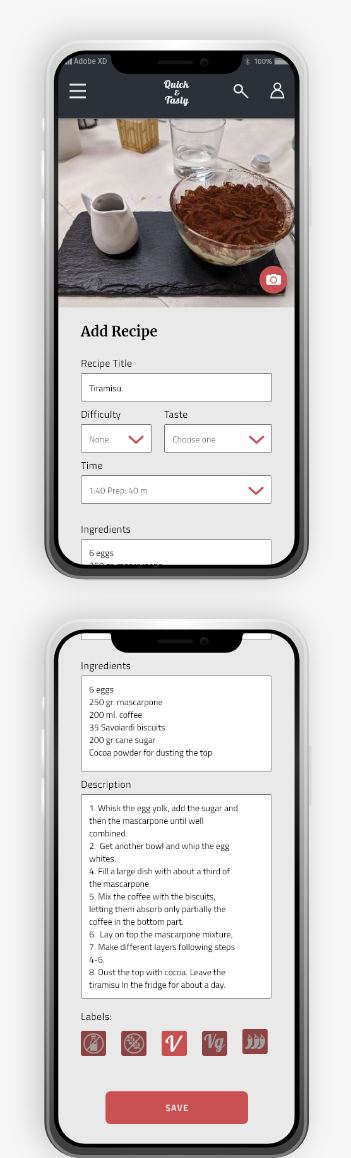 Adobe XD 100%
Quick
&
Tasty
Add Recipe
Recipe Title
Tiramisu
Difficulty Taste
None Choose one
Time
1:40 Prep: 40 m
Ingredients
6 eggs
250 gr. mascarpone
Ingredients
6 eggs
250 gr. mascarpone
200 ml. coffee
35 Savoiardi biscuits
200 gr cane sugar
Cocoa powder for dusting the top
Description
1. Whisk the egg yolk, add the sugar and
then the mascarpone until well
combined.
2. Get another bowl and whip the egg
whites.
4. Fill a large dish with about a third of
the mascarpone
5. Mix the coffee with the biscuits,
letting them absorb only partially the
coffee in the bottom part.
6. Lay on top the mascarpone mixture,
7. Make different layers following steps
4-6.
8. Dust the top with cocoa. Leave the
tiramisu in the fridge for about a day.
Labels:
V Vg
SAVE